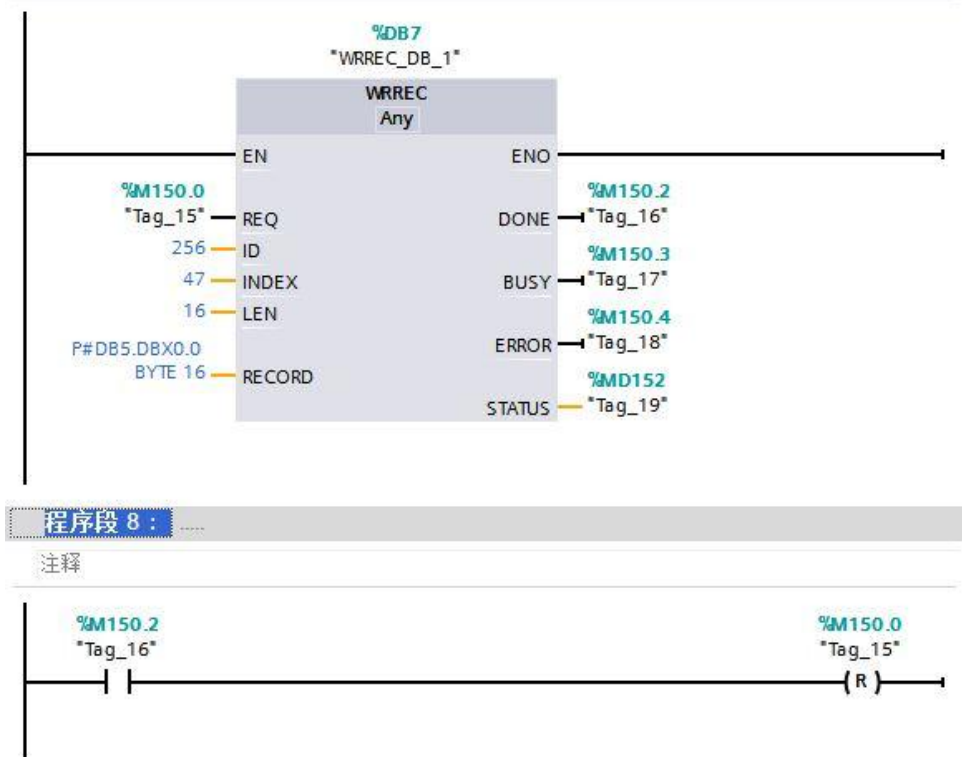 %DB7
"WRREC_DB_1"
WRREC
Any
EN ENO
%M150.0
"Tag_15" REQ
256 ID
47 INDEX
16 LEN
P#DB5.DBX0.0
BYTE 16 RECORD
%M150.2
DONE "Tag_16"
%M150.3
BUSY "Tag_17"
%M150.4
ERROR "Tag_18"
%MD152
STATUS "Tag_19"
程序段 8： .....
注释
%M150.2
"Tag_16"
%M150.0
"Tag_15"
R